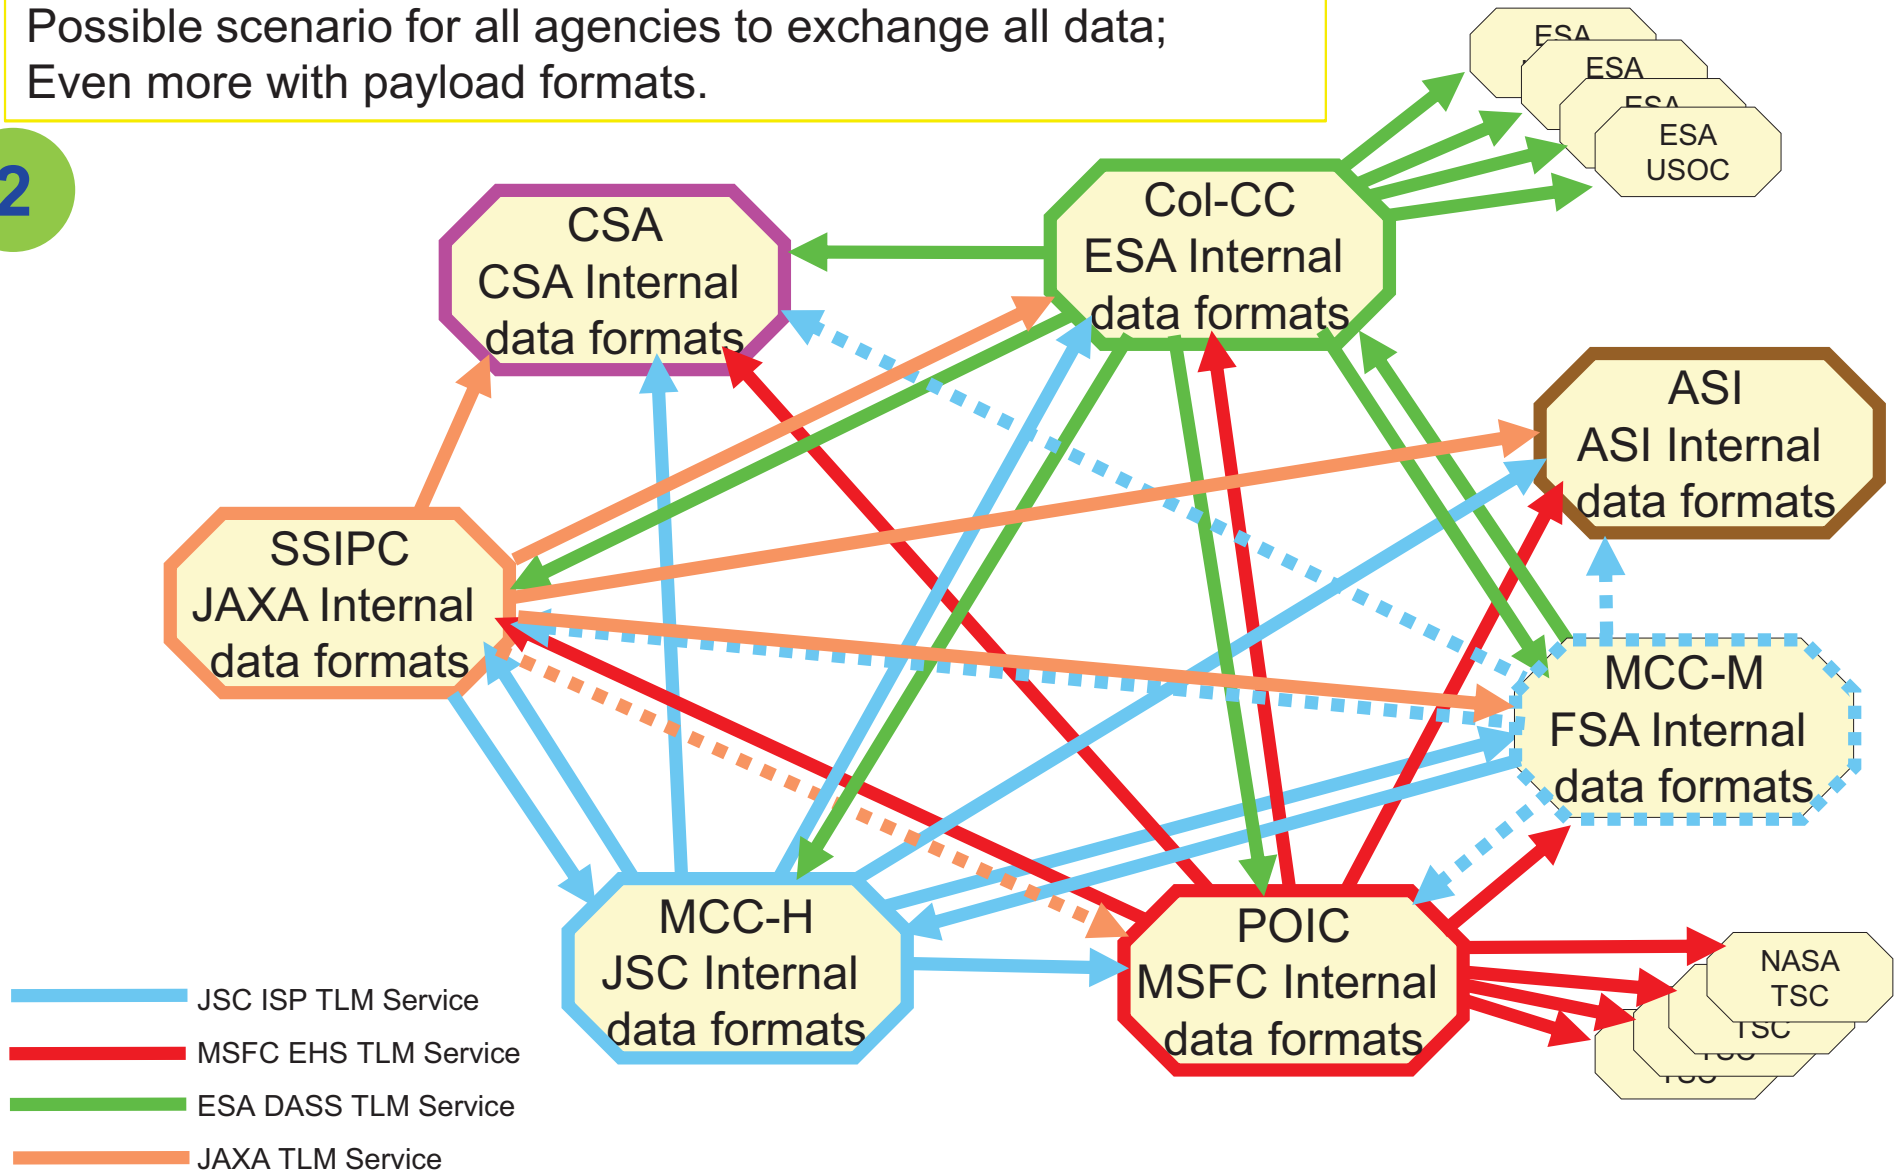 Possible scenario for all agencies to exchange all data;
Even more with payload formats.
2
ESA
ESA
ESA
ESA
USOC
CSA
CSA Internal
data formats
Col-CC
ESA Internal
data formats
ASI
ASI Internal
data formats
SSIPC
JAXA Internal
data formats
MCC-M
FSA Internal
data formats
MCC-H
JSC Internal
data formats
POIC
MSFC Internal
data formats
NASA
TSC
TSC
JSC ISP TLM Service
MSFC EHS TLM Service
ESA DASS TLM Service
JAXA TLM Service